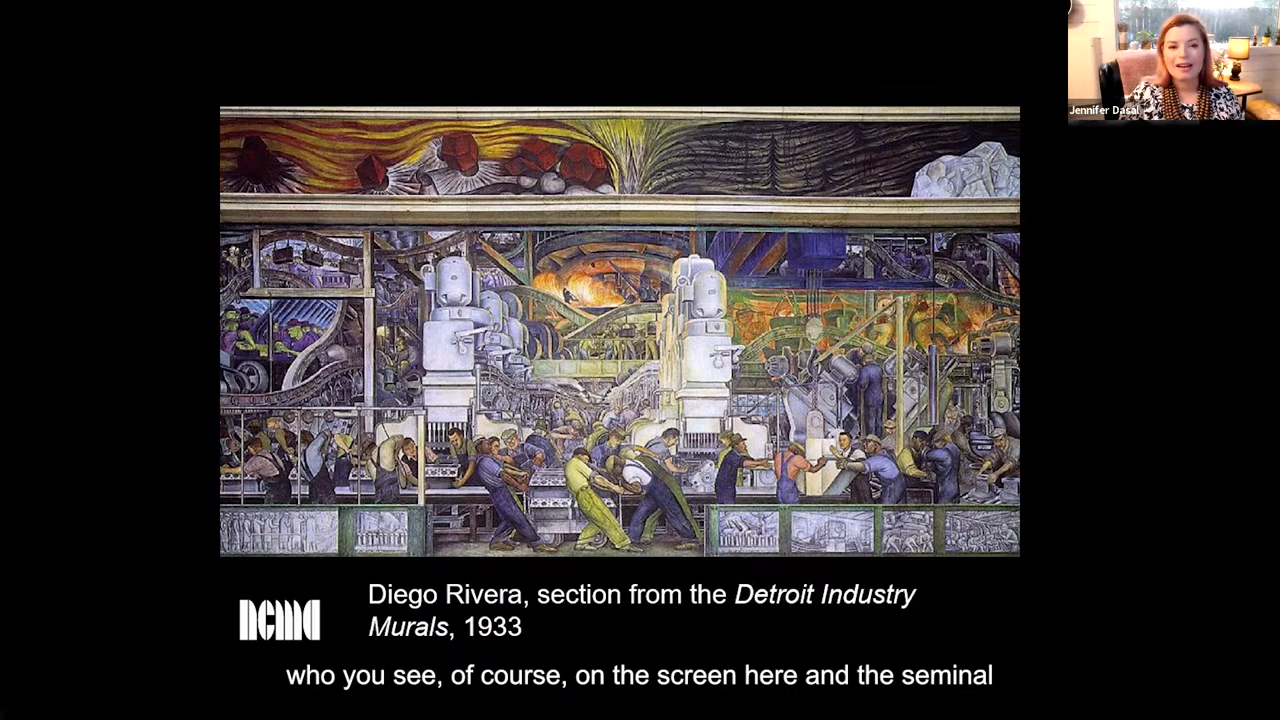 Jennifer Dasal
Diego Rivera, section from the Detroit Industry
Murals, 1933
ncma
who you see, of course, on the screen here and the seminal